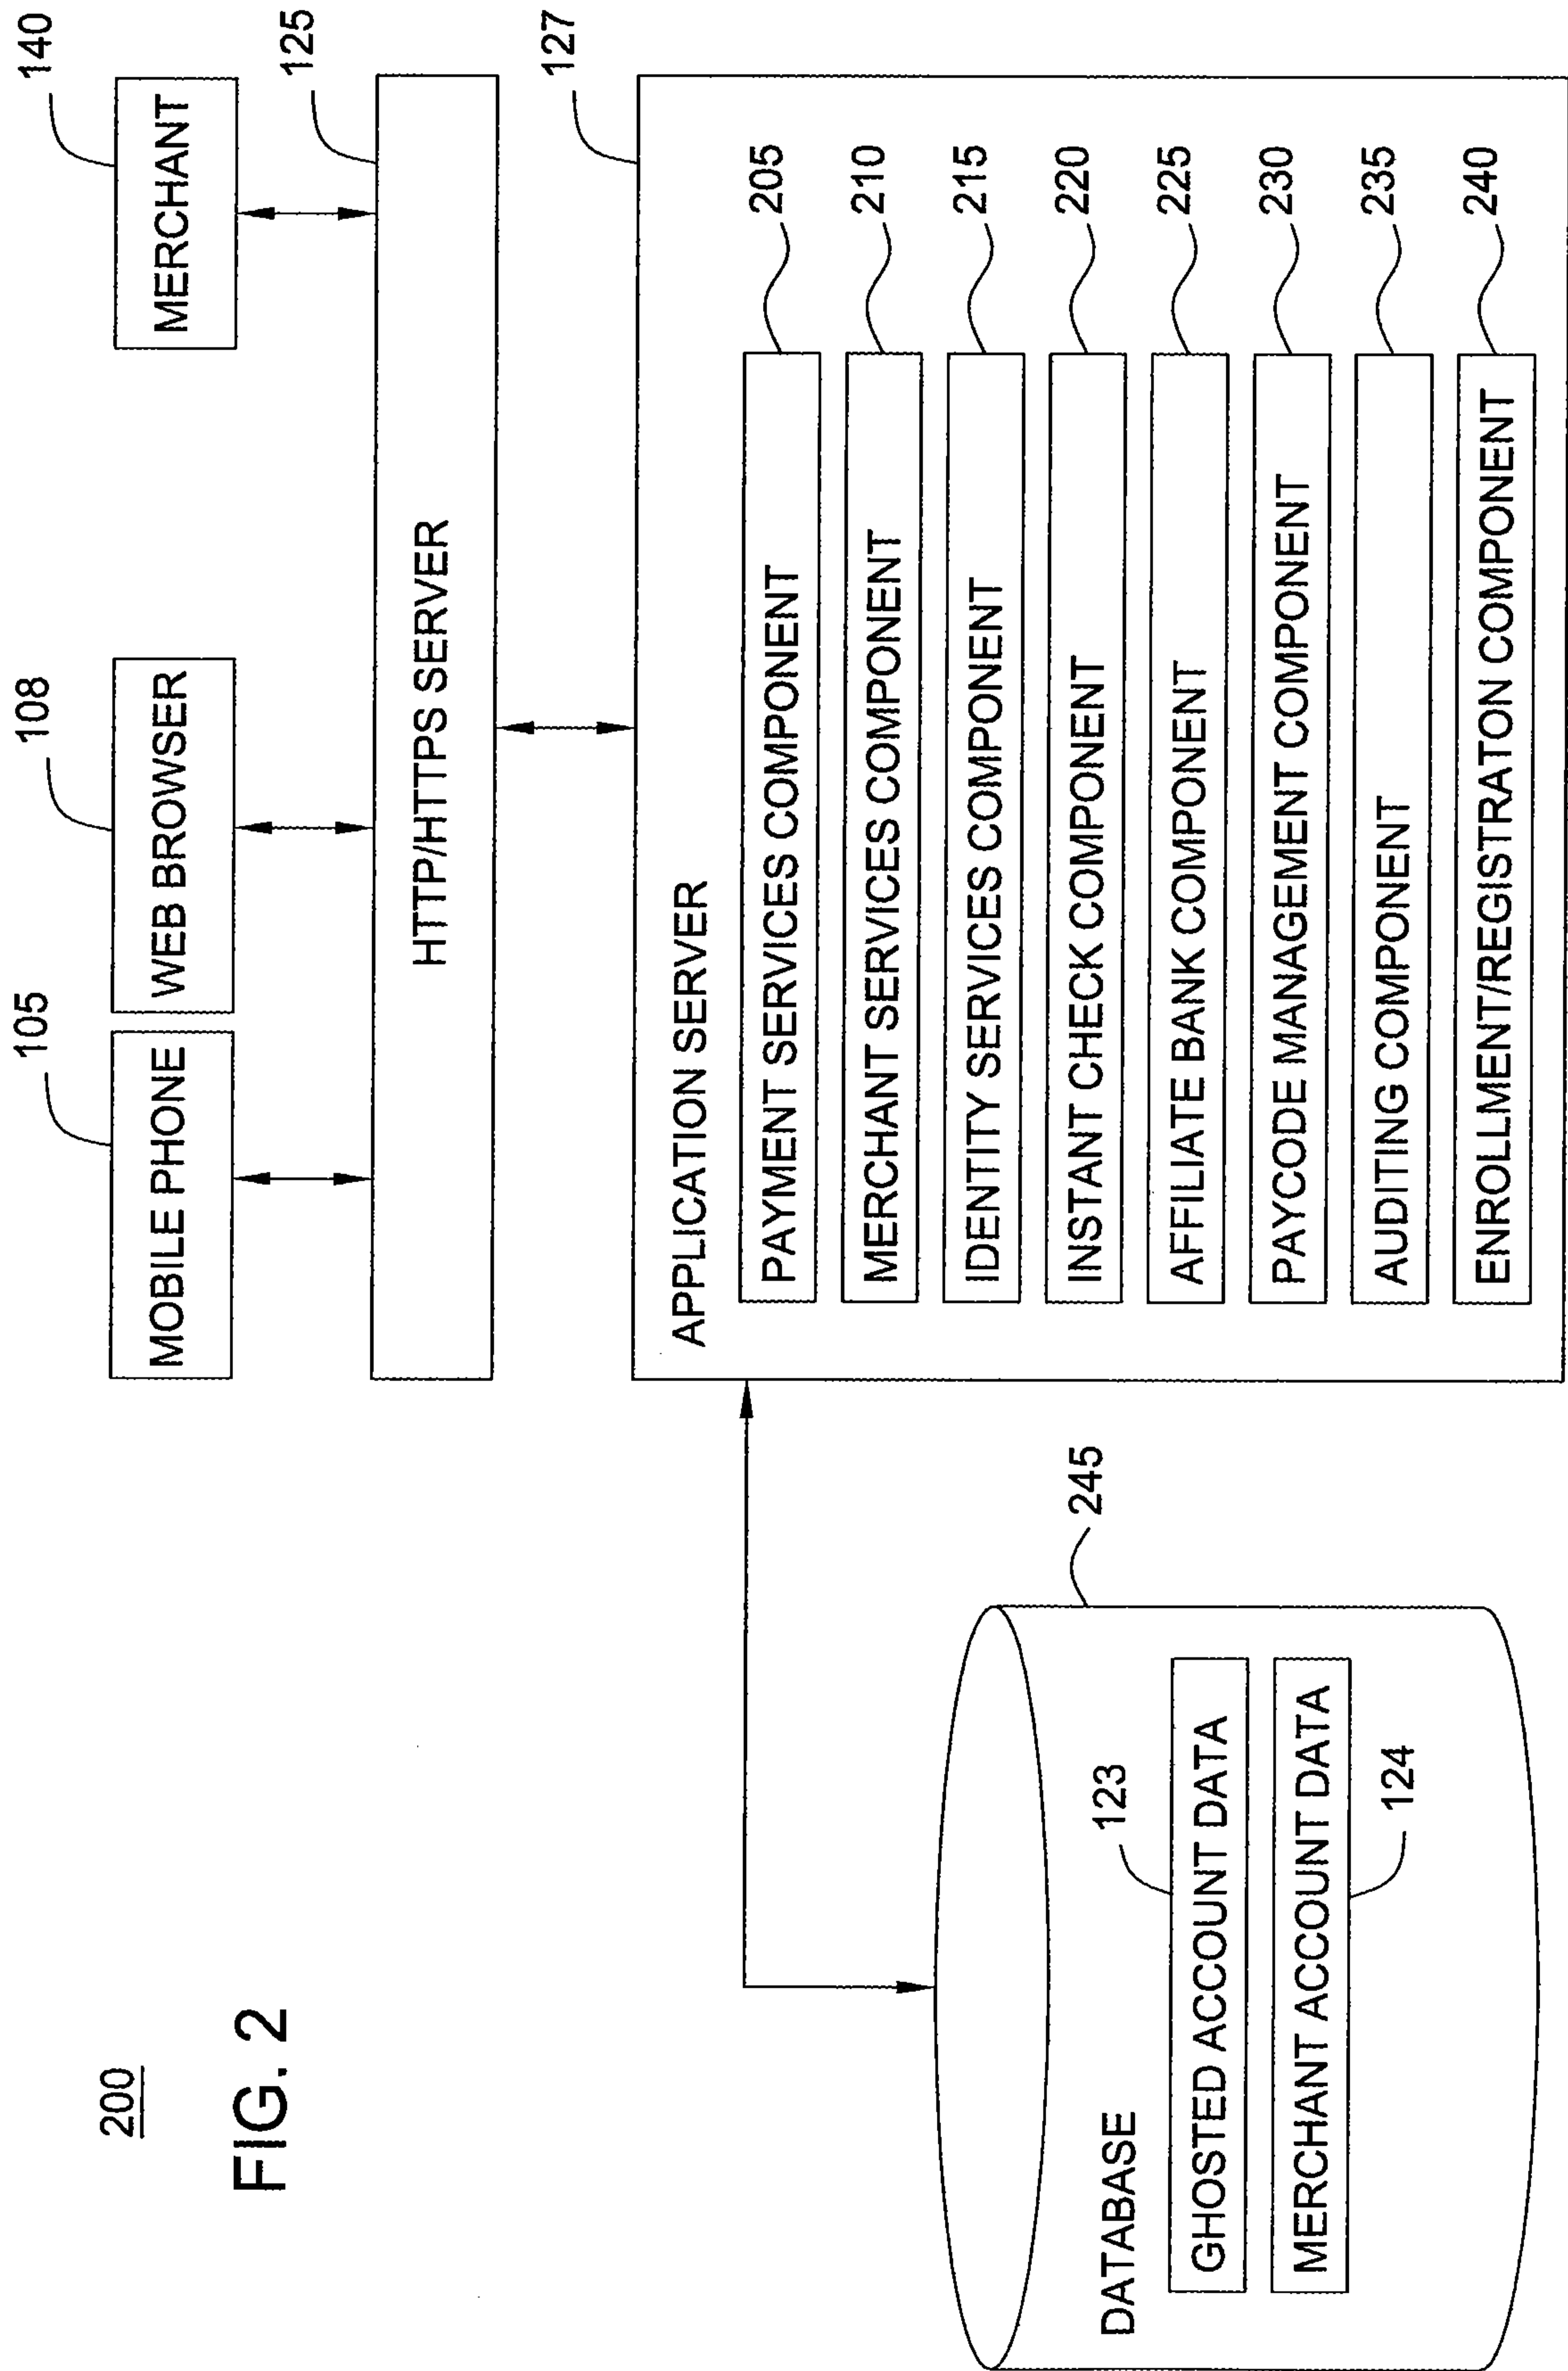 200
FIG. 2
105
108
140
MOBILE PHONE
WEB BROWSER
MERCHANT
125
HTTP/HTTPS SERVER
127
APPLICATION SERVER
PAYMENT SERVICES COMPONENT
205
MERCHANT SERVICES COMPONENT
210
IDENTITY SERVICES COMPONENT
215
INSTANT CHECK COMPONENT
220
AFFILIATE BANK COMPONENT
225
PAYCODE MANAGEMENT COMPONENT
230
AUDITING COMPONENT
235
ENROLLMENT/REGISTRATON COMPONENT
240
245
DATABASE
123
GHOSTED ACCOUNT DATA
MERCHANT ACCOUNT DATA
124